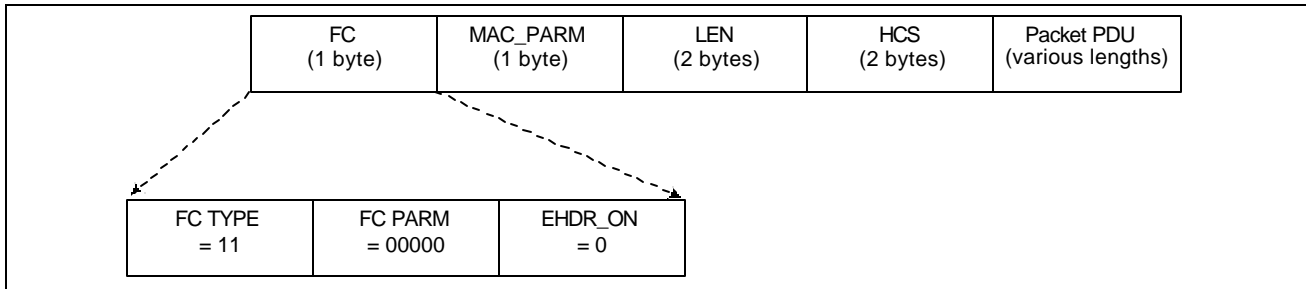 FC
(1 byte)
MAC_PARM
(1 byte)
LEN
(2 bytes)
HCS
(2 bytes)
Packet PDU
(various lengths)
FC TYPE
= 11
FC PARM
= 00000
EHDR_ON
= 0